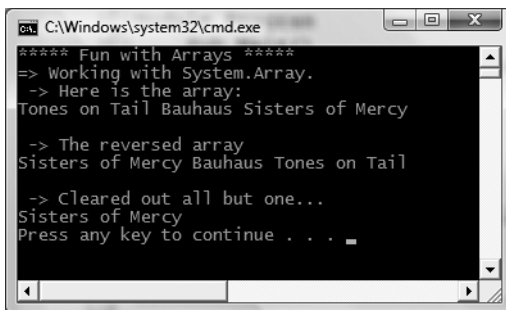 C:\Windows\system32\cmd.exe
***** Fun with Arrays *****
=> Working with System.Array.
 -> Here is the array:
Tones on Tail Bauhaus Sisters of Mercy

 -> The reversed array
Sisters of Mercy Bauhaus Tones on Tail

 -> Cleared out all but one...
Sisters of Mercy
Press any key to continue . . .